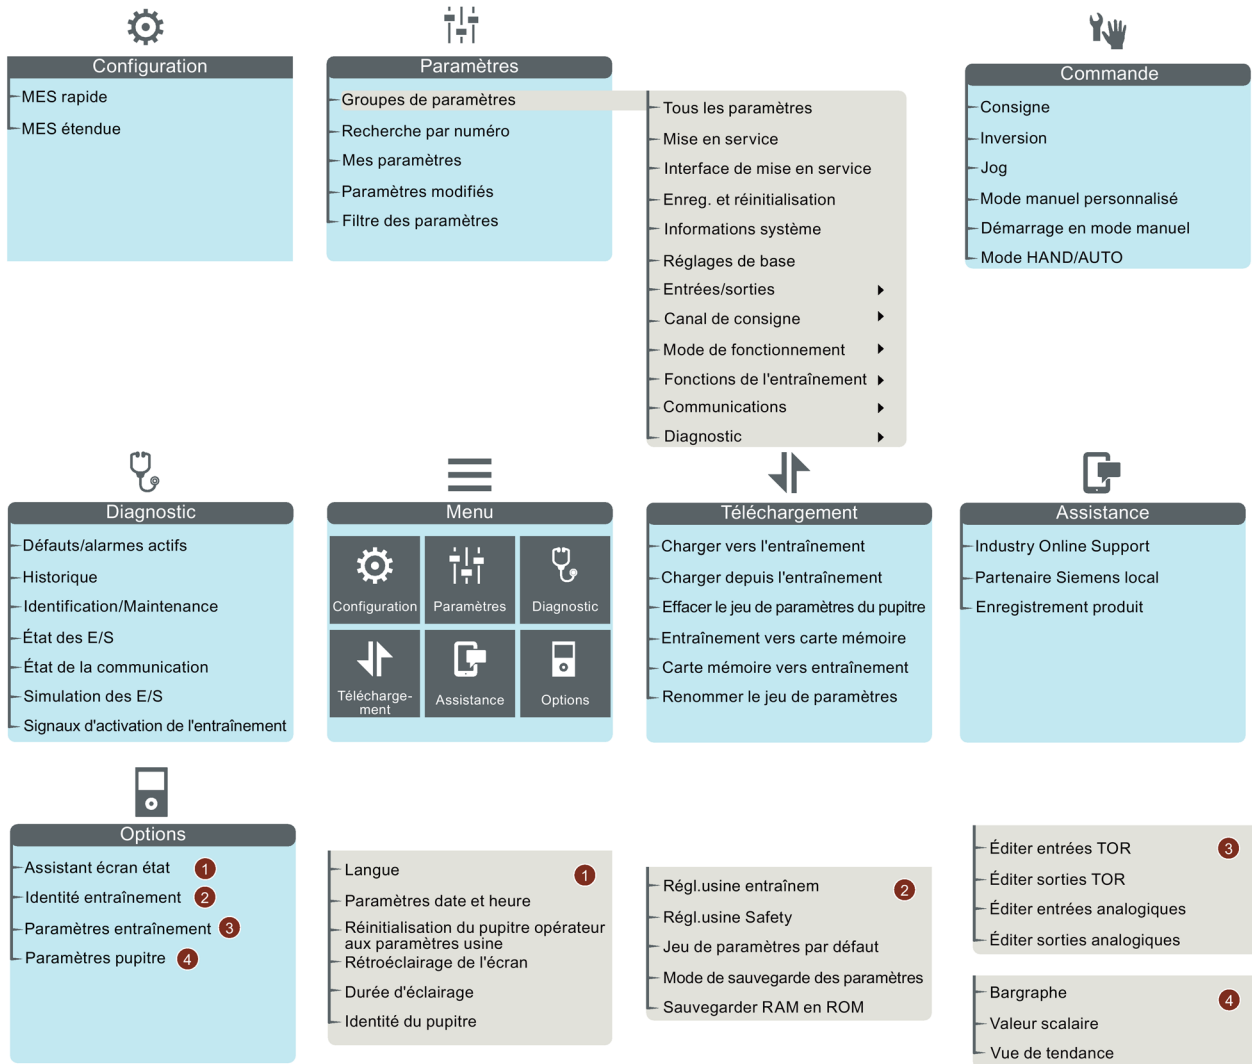 Configuration
MES rapide
MES étendue
Paramètres
Groupes de paramètres
Recherche par numéro
Mes paramètres
Paramètres modifiés
Filtre des paramètres
Tous les paramètres
Mise en service
Interface de mise en service
Enreg. et réinitialisation
Informations système
Réglages de base
Entrées/sorties
Canal de consigne
Mode de fonctionnement
Fonctions de l'entraînement
Communications
Diagnostic
Commande
Consigne
Inversion
Jog
Mode manuel personnalisé
Démarrage en mode manuel
Mode HAND/AUTO
Diagnostic
Défauts/alarmes actifs
Historique
Identification/Maintenance
État des E/S
État de la communication
Simulation des E/S
Signaux d'activation de l'entraînement
Menu
Configuration
Paramètres
Diagnostic
Télécharge-
ment
Assistance
Options
Téléchargement
Charger vers l'entraînement
Charger depuis l'entraînement
Effacer le jeu de paramètres du pupitre
Entraînement vers carte mémoire
Carte mémoire vers entraînement
Renommer le jeu de paramètres
Assistance
Industry Online Support
Partenaire Siemens local
Enregistrement produit
Options
Assistant écran état 1
Identité entraînement 2
Paramètres entraînement 3
Paramètres pupitre 4
Langue 1
Paramètres date et heure
Réinitialisation du pupitre opérateur
aux paramètres usine
Rétroéclairage de l'écran
Durée d'éclairage
Identité du pupitre
Régl.usine entraînem 2
Régl.usine Safety
Jeu de paramètres par défaut
Mode de sauvegarde des paramètres
Sauvegarder RAM en ROM
Éditer entrées TOR 3
Éditer sorties TOR
Éditer entrées analogiques
Éditer sorties analogiques
Bargraphe 4
Valeur scalaire
Vue de tendance